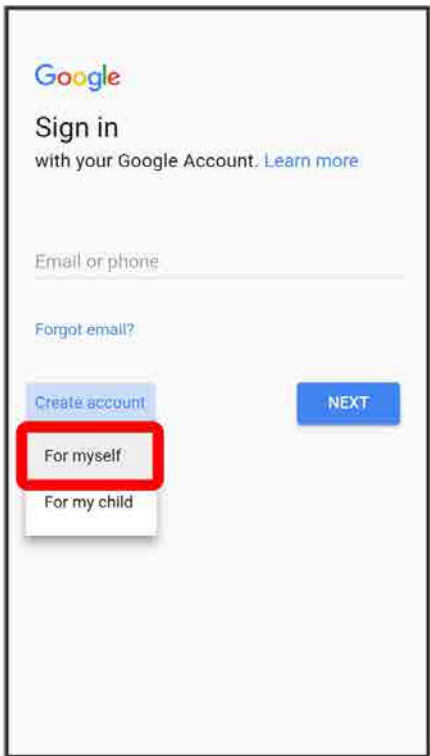 Google
Sign in
with your Google Account. Learn more
Email or phone
Forgot email?
Create account
NEXT
For myself
For my child